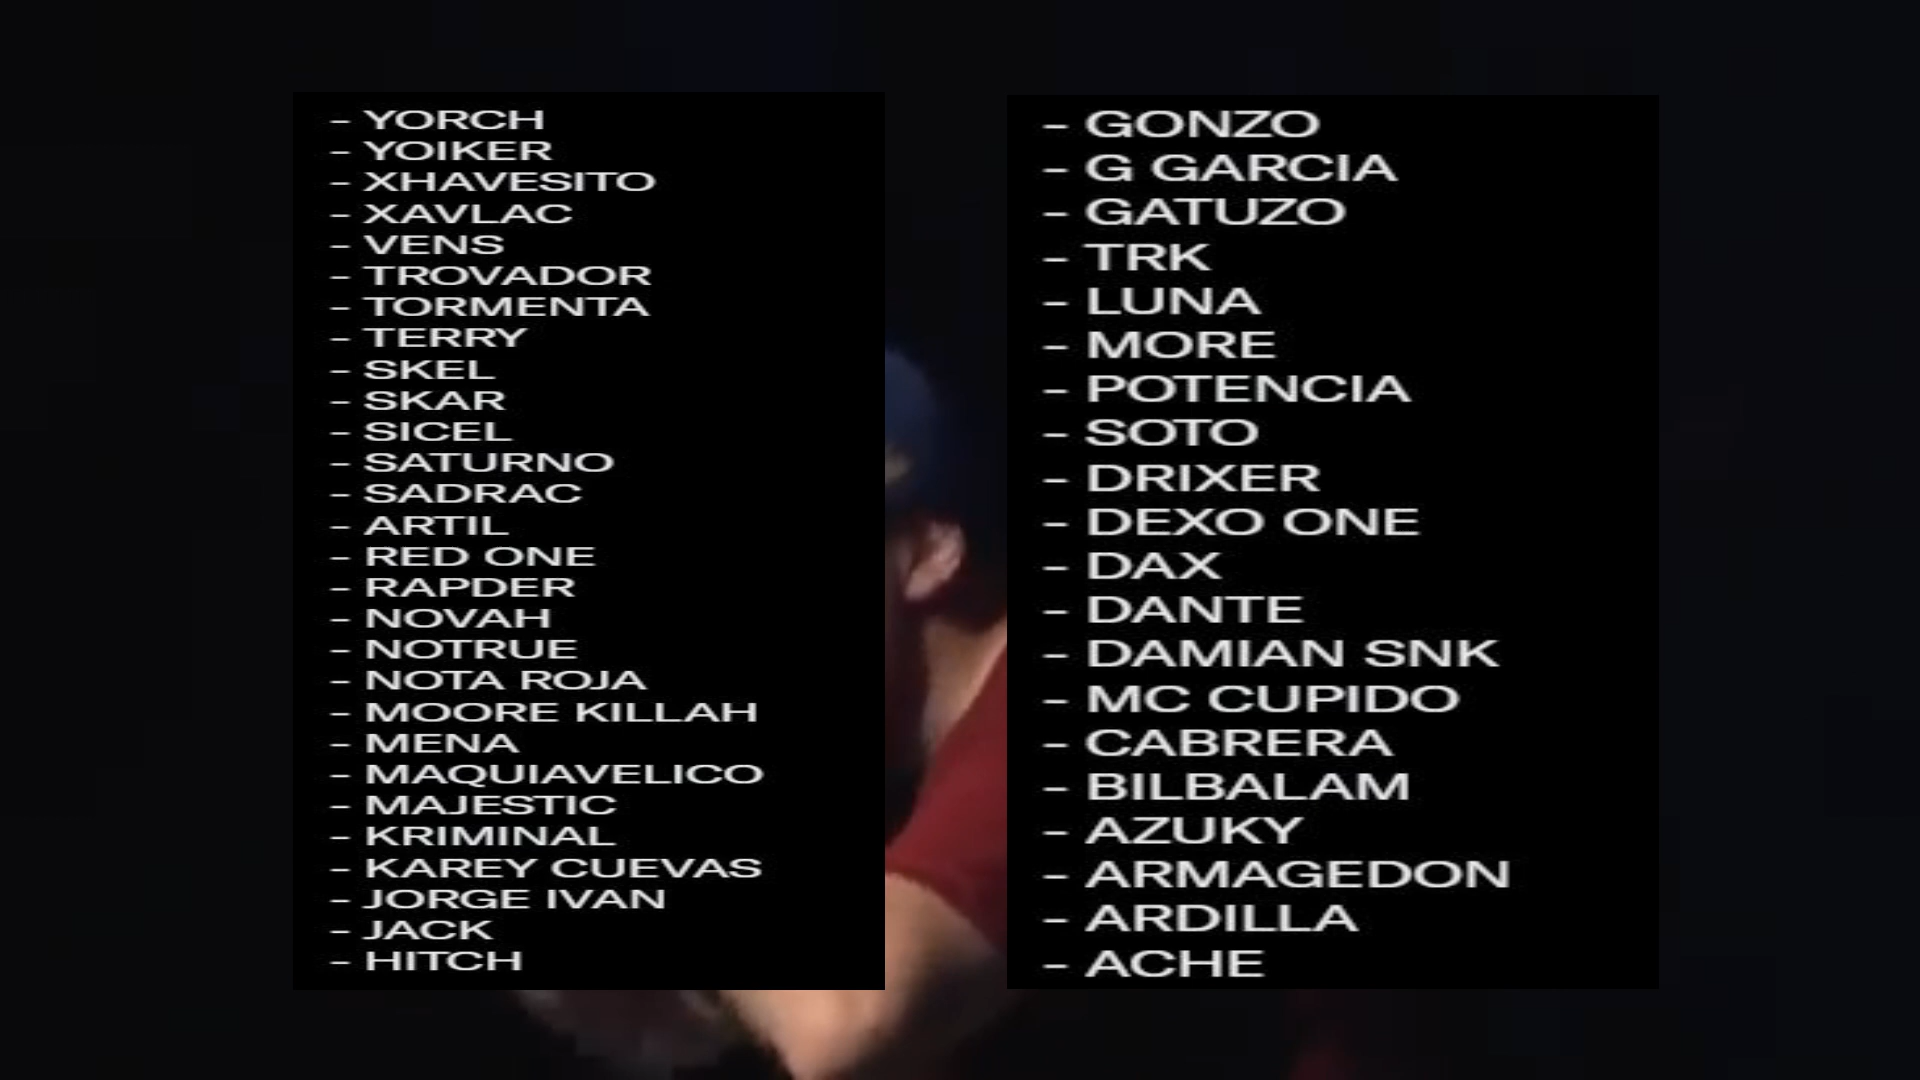 - YORCH
- YOIKER
- XHAVESITO
- XAVLAC
- VENS
- TROVADOR
- TORMENTA
- TERRY
- SKEL
- SKAR
- SICEL
- SATURNO
- SADRAC
- ARTIL
- RED ONE
- RAPDER
- NOVAH
- NOTRUE
- NOTA ROJA
- MOORE KILLAH
- MENA
- MAQUIAVELICO
- MAJESTIC
- KRIMINAL
- KAREY CUEVAS
- JORGE IVAN
- JACK
- HITCH
- GONZO
- G GARCIA
- GATUZO
- TRK
- LUNA
- MORE
- POTENCIA
- SOTO
- DRIXER
- DEXO ONE
- DAX
- DANTE
- DAMIAN SNK
- MC CUPIDO
- CABRERA
- BILBALAM
- AZUKY
- ARMAGEDON
- ARDILLA
- ACHE